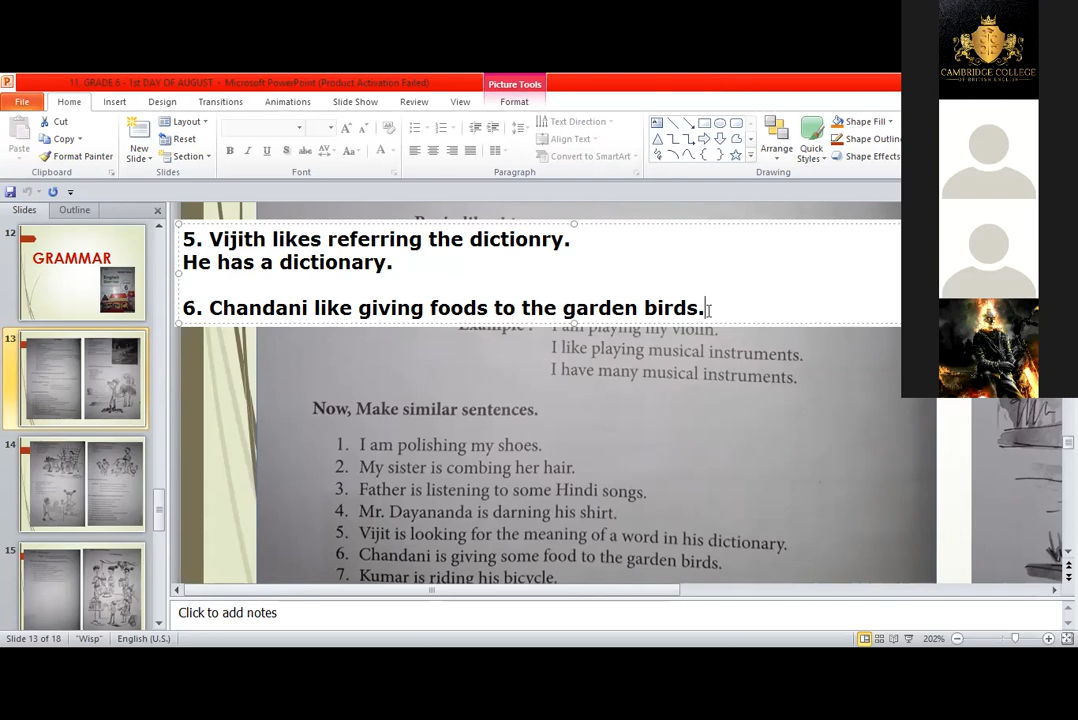 CAMBRIDGE COLLEGE
OF BRITISH ENGLISH
11. GRADE 6 - 1st DAY OF AUGUST - Microsoft PowerPoint (Product Activation Failed)
Picture Tools
File Home Insert Design Transitions Animations Slide Show Review View Format
Paste
Cut
Copy
Format Painter
Clipboard
New
Slide
Layout
Reset
Section
Slides
Font
Text Direction
Align Text
Convert to SmartArt
Paragraph
Arrange
Quick
Styles
Shape Fill
Shape Outline
Shape Effects
Drawing
Slides Outline
12
GRAMMAR
13
14
15
5. Vijith likes referring the dictionry.
He has a dictionary.
6. Chandani like giving foods to the garden birds.
I am playing my violin.
I like playing musical instruments.
I have many musical instruments.
Now, Make similar sentences.
1. I am polishing my shoes.
2. My sister is combing her hair.
3. Father is listening to some Hindi songs.
4. Mr. Dayananda is darning his shirt.
5. Vijit is looking for the meaning of a word in his dictionary.
6. Chandani is giving some food to the garden birds.
7. Kumar is riding his bicycle.
Click to add notes
Slide 13 of 18 "Wisp" English (U.S.) 202%